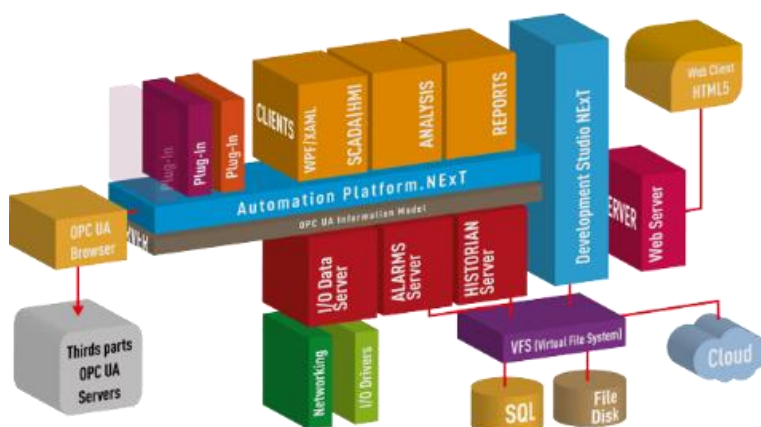 Plug-In
Plug-In
Plug-In
CLIENTS
WPF/XAML
SCADA|HMI
ANALYSIS
REPORTS
Development Studio NExT
Web Client
HTML5
Automation Platform.NExT
OPC UA Information Model
OPC UA
Browser
I/O Data
Server
ALARMS
Server
HISTORIAN
Server
Web Server
Thirds parts
OPC UA
Servers
Networking
I/O Drivers
VFS (Virtual File System)
SQL
File
Disk
Cloud